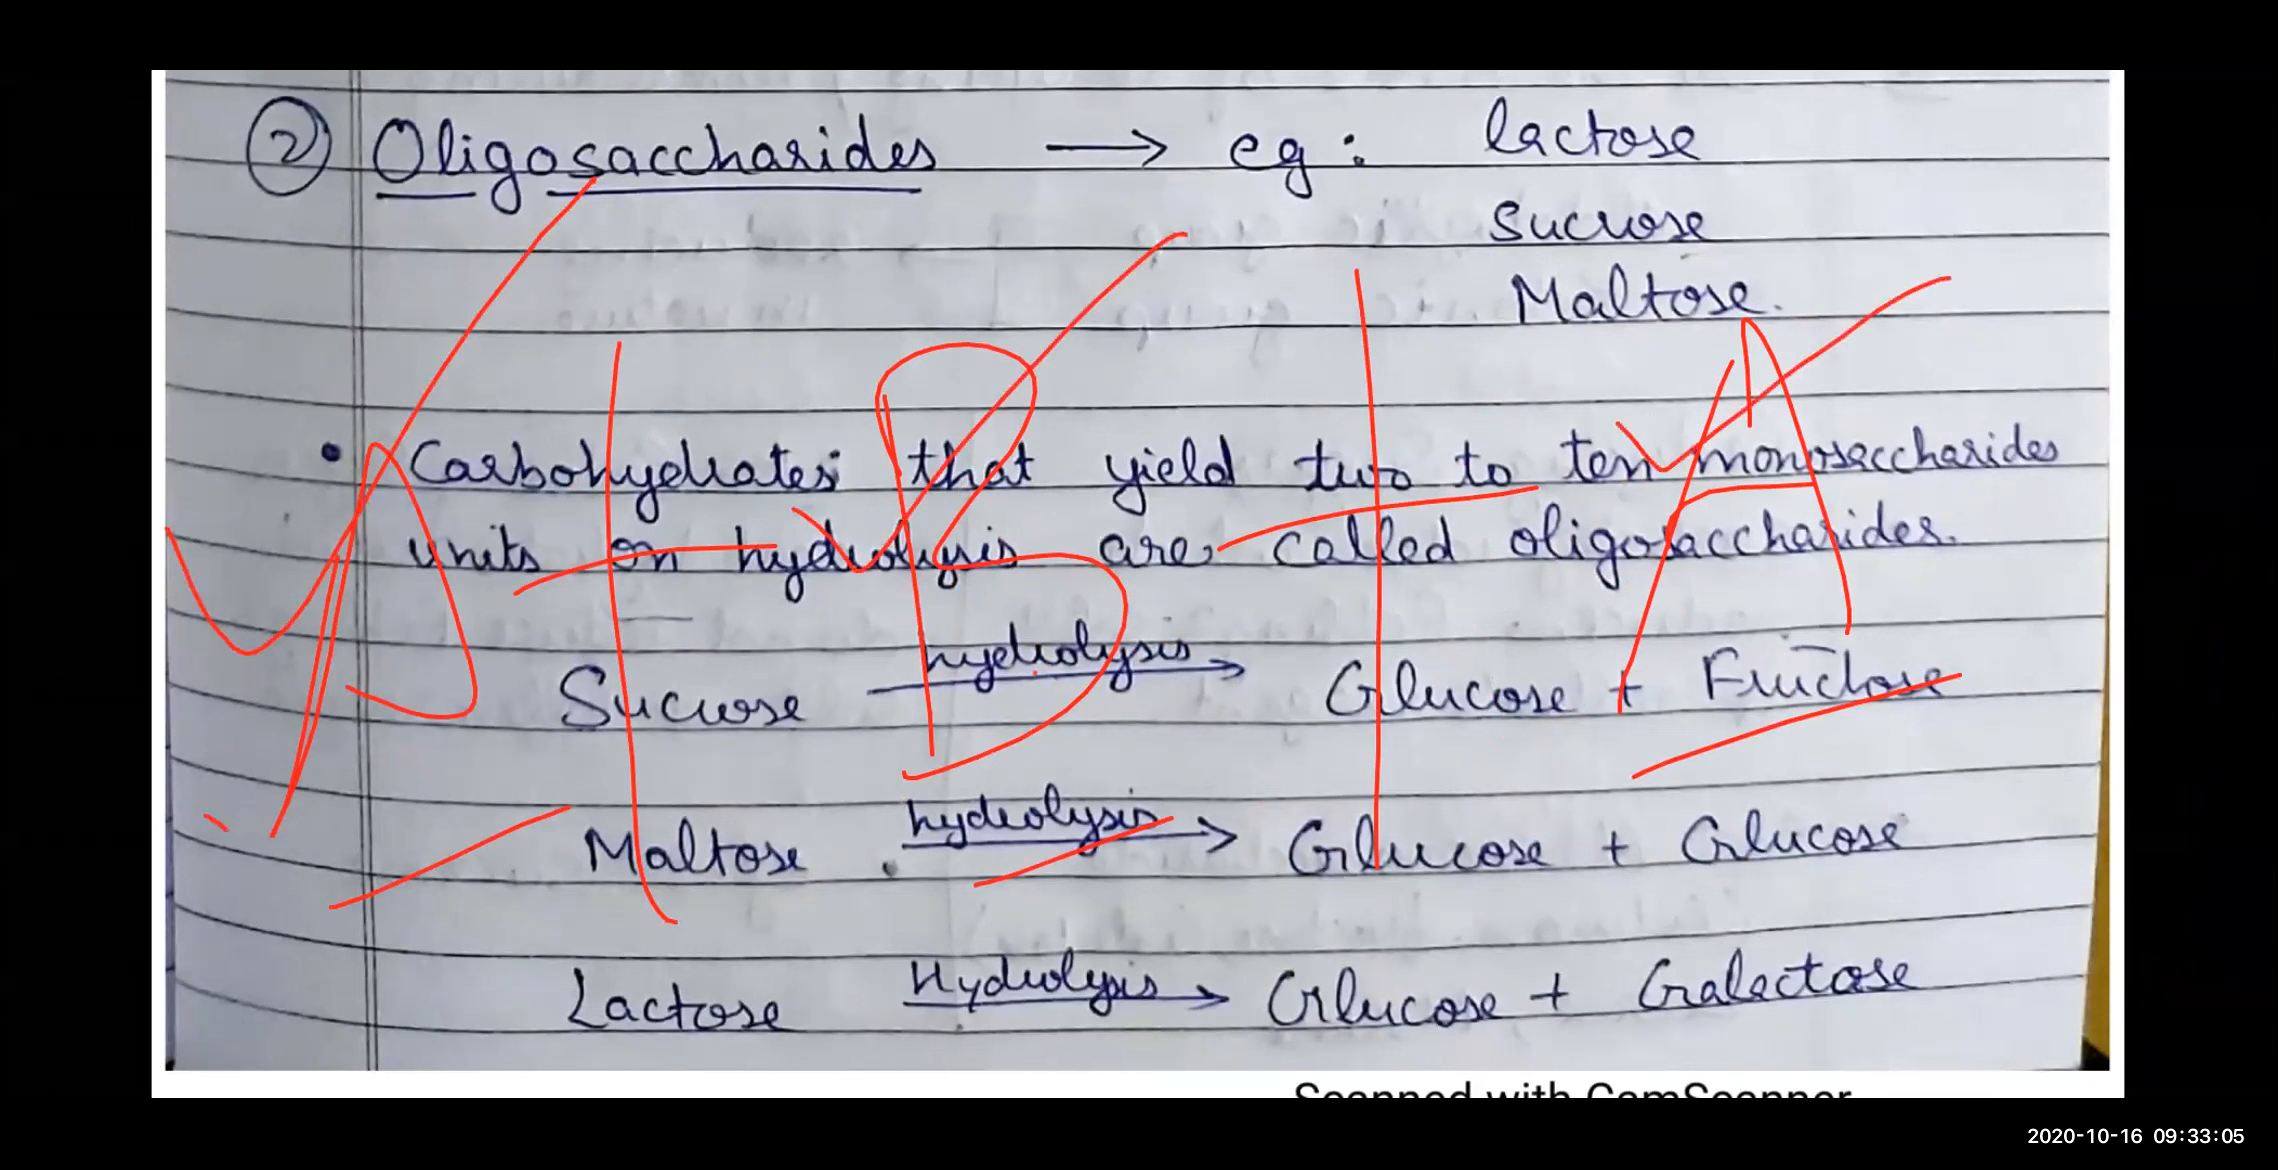 ② Oligosaccharides → eg: lactose
Sucrose
Maltose.
• Carbohydrates that yield two to ten monosaccharides
units on hydrolysis are called oligosaccharides.
Sucrose hydrolysis → Glucose + Fructose
Maltose hydrolysis → Glucose + Glucose
Lactose Hydrolysis → Glucose + Galactose
Scanned with CamScanner
2020-10-16 09:33:05